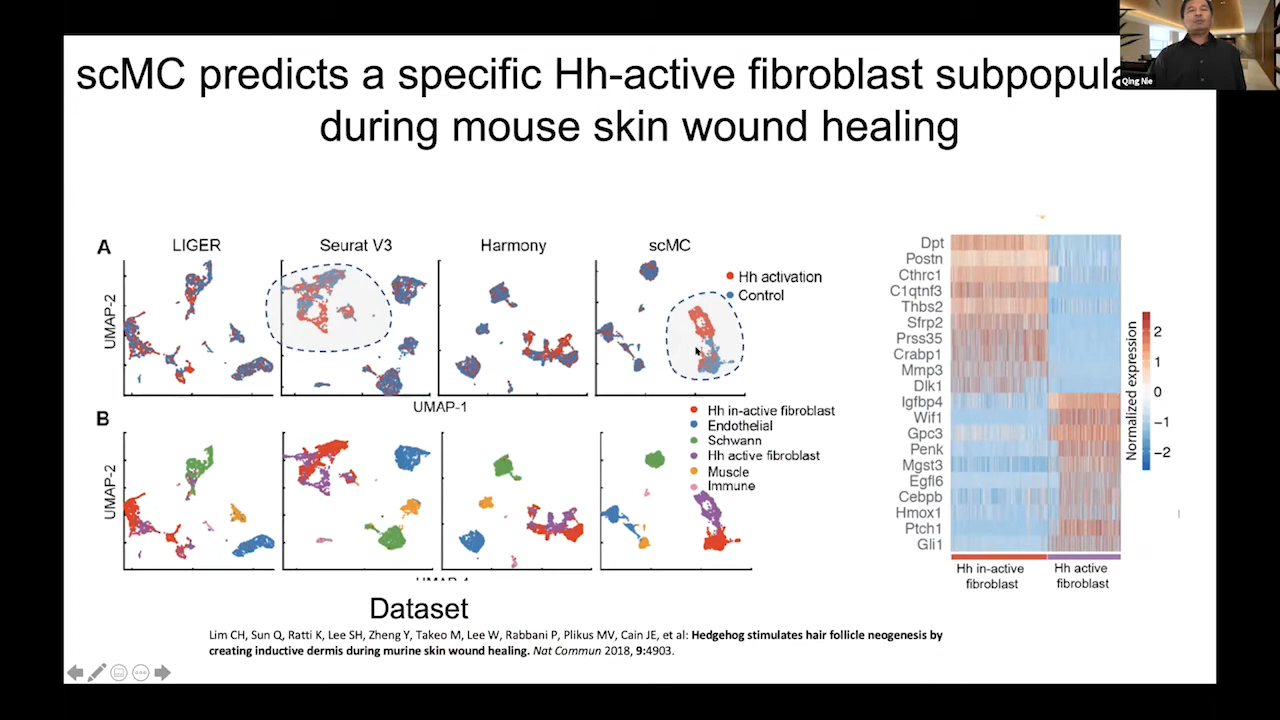 scMC predicts a specific Hh-active fibroblast subpopula
during mouse skin wound healing
Qing Nie
A
LIGER
Seurat V3
Harmony
scMC
Hh activation
Control
UMAP-2
UMAP-1
B
Hh in-active fibroblast
Endothelial
Schwann
Hh active fibroblast
Muscle
Immune
UMAP-2
Dpt
Postn
Cthrc1
C1qtnf3
Thbs2
Sfrp2
Prss35
Crabp1
Mmp3
Dlk1
Igfbp4
Wif1
Gpc3
Penk
Mgst3
Egfl6
Cebpb
Hmox1
Ptch1
Gli1
Hh in-active
fibroblast
Hh active
fibroblast
Normalized expression
2
1
0
−1
−2
Dataset
Lim CH, Sun Q, Ratti K, Lee SH, Zheng Y, Takeo M, Lee W, Rabbani P, Plikus MV, Cain JE, et al: Hedgehog stimulates hair follicle neogenesis by
creating inductive dermis during murine skin wound healing. Nat Commun 2018, 9:4903.